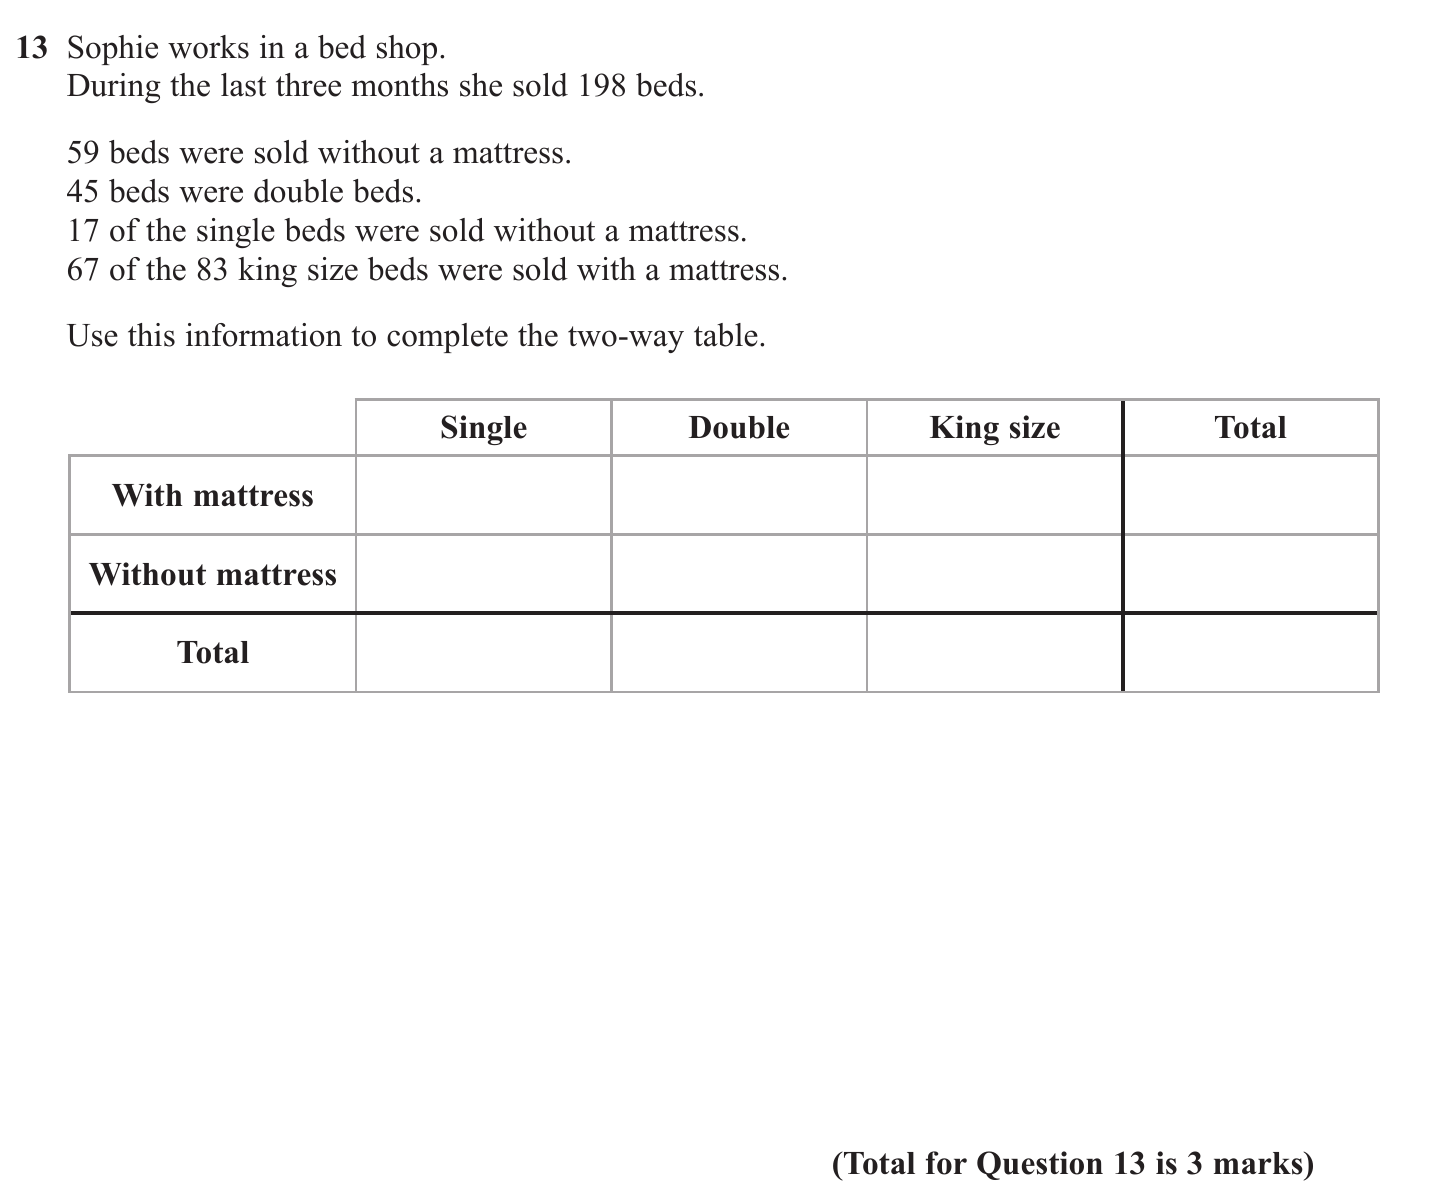 13 Sophie works in a bed shop.
During the last three months she sold 198 beds.
59 beds were sold without a mattress.
45 beds were double beds.
17 of the single beds were sold without a mattress.
67 of the 83 king size beds were sold with a mattress.
Use this information to complete the two-way table.
Single Double King size Total
With mattress
Without mattress
Total
(Total for Question 13 is 3 marks)